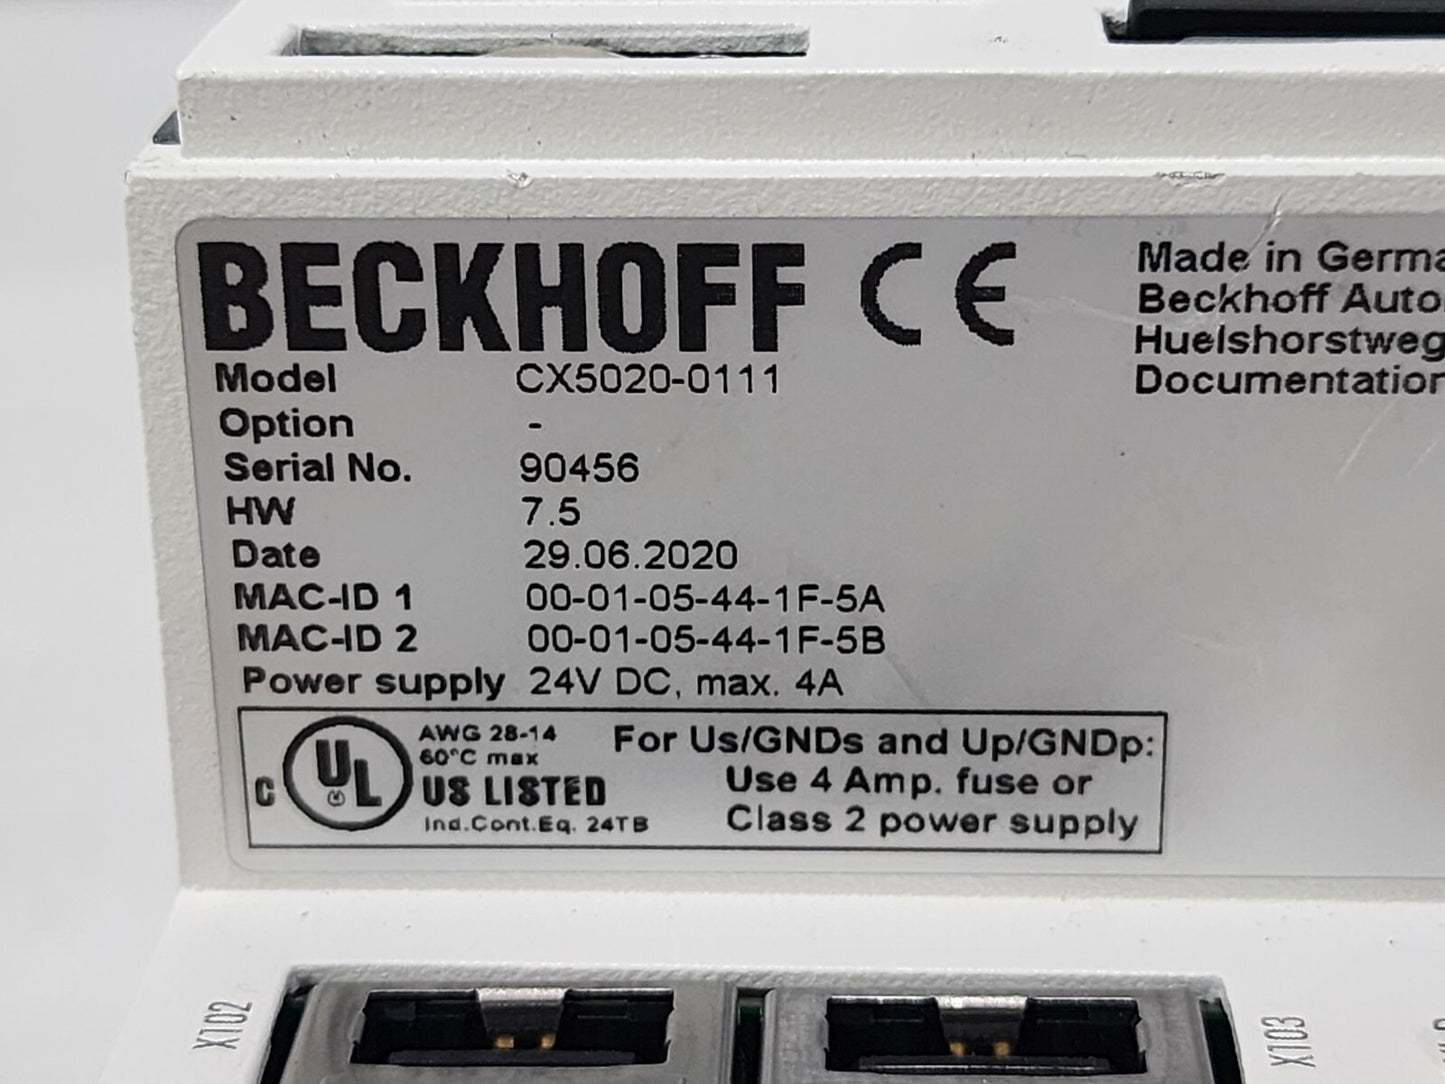 BECKHOFF CE
Made in Germa
Beckhoff Auto
Huelshorstweg
Documentation
Model CX5020-0111
Option -
Serial No. 90456
HW 7.5
Date 29.06.2020
MAC-ID 1 00-01-05-44-1F-5A
MAC-ID 2 00-01-05-44-1F-5B
Power supply 24V DC, max. 4A
C UL
AWG 28-14
60°C max
US LISTED
Ind.Cont.Eq. 24TB
For Us/GNDs and Up/GNDp:
Use 4 Amp. fuse or
Class 2 power supply
X102
X103